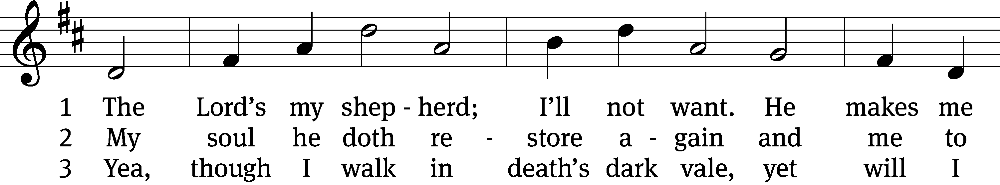 1 The Lord’s my shep - herd; I’ll not want. He makes me
2 My soul he doth re - store a - gain and me to
3 Yea, though I walk in death’s dark vale, yet will I